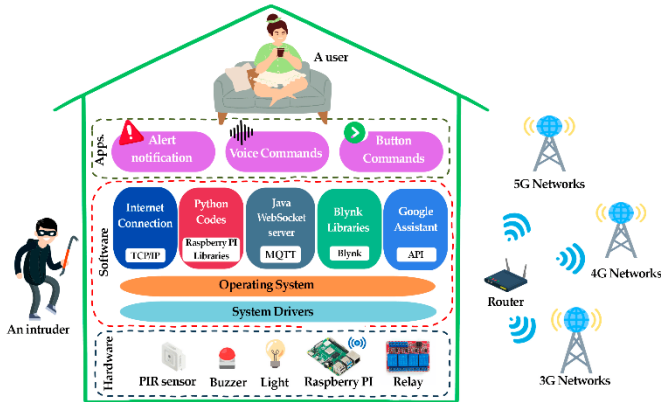 A user
Apps.
Alert
notification
Voice Commands
Button
Commands
5G Networks
Software
Internet
Connection
TCP/IP
Python
Codes
Raspberry PI
Libraries
Java
WebSocket
server
MQTT
Blynk
Libraries
Blynk
Google
Assistant
API
Operating System
System Drivers
An intruder
Router
4G Networks
Hardware
PIR sensor
Buzzer
Light
Raspberry PI
Relay
3G Networks